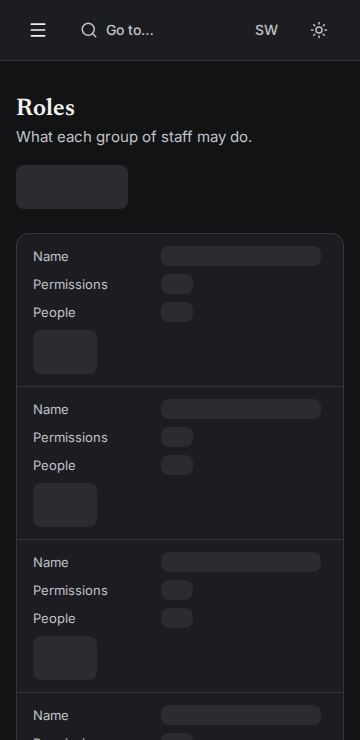 Go to...
SW
Roles
What each group of staff may do.
Name
Permissions
People
Name
Permissions
People
Name
Permissions
People
Name